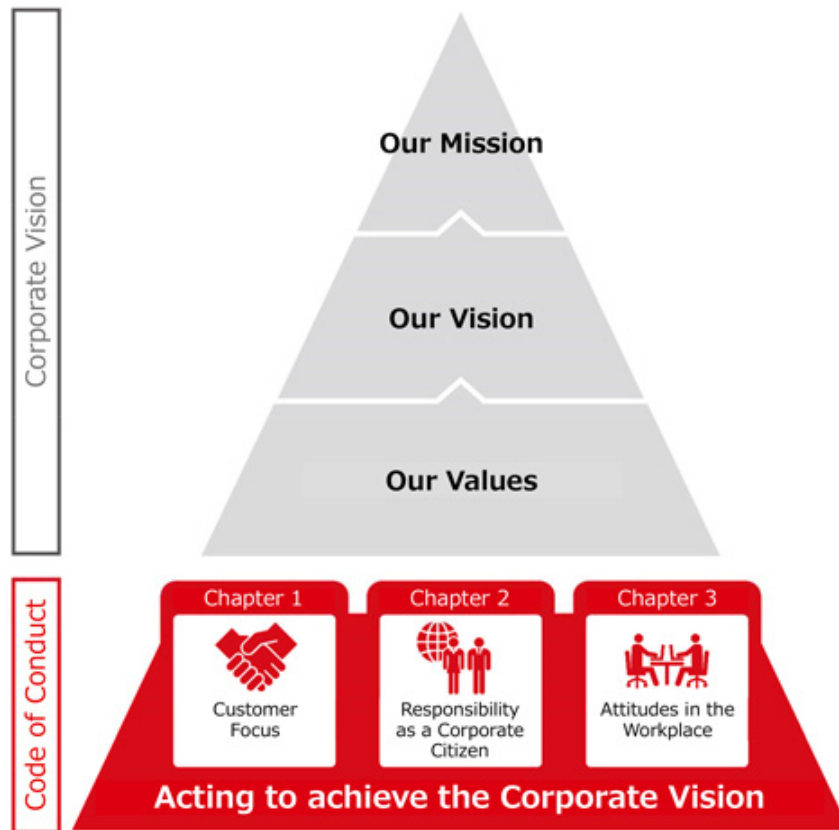 Corporate Vision
Our Mission
Our Vision
Our Values
Code of Conduct
Chapter 1
Customer
Focus
Chapter 2
Responsibility
as a Corporate
Citizen
Chapter 3
Attitudes in the
Workplace
Acting to achieve the Corporate Vision